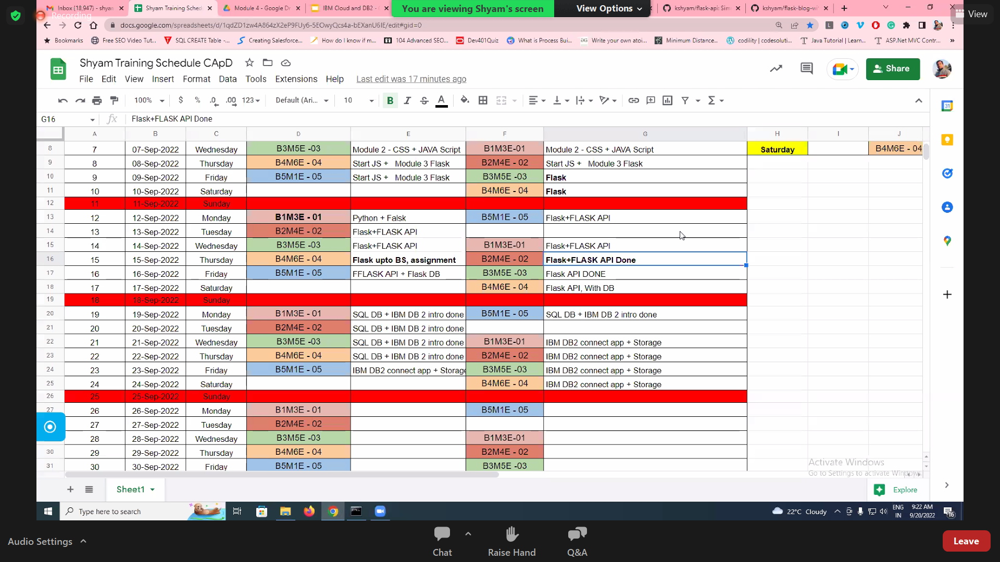 Recording
Inbox (18,947) - shyan
Shyam Training Sched
Module 4 - Google Dr
IBM Cloud and DB2 -
You are viewing Shyam's screen
View Options
kshyam/flask-api: Sim
kshyam/flask-blog-wi
View
docs.google.com/spreadsheets/d/1qdZD1zw4A864zX2eP9FUy6-5EOwyQcs4a-bEXanU6IE/edit#gid=0
Bookmarks
Free SEO Video Tut...
SQL CREATE Table -...
Creating Salesforce...
How do I know if m...
104 Advanced SEO...
Dev401Quiz
What is Process Bui...
Write your own atoi...
Minimum Distance...
codility | codesoluti...
Java Tutorial | Learn...
ASP.Net MVC Contr...
Shyam Training Schedule CApD
Share
File Edit View Insert Format Data Tools Extensions Help Last edit was 17 minutes ago
100% $ % .0 .00 123 Default (Ari... 10 B I S A
G16 fx Flask+FLASK API Done
A B C D E F G H I J
8 7 07-Sep-2022 Wednesday B3M5E -03 Module 2 - CSS + JAVA Script B1M3E-01 Module 2 - CSS + JAVA Script Saturday B4M6E - 04
9 8 08-Sep-2022 Thursday B4M6E - 04 Start JS + Module 3 Flask B2M4E - 02 Start JS + Module 3 Flask
10 9 09-Sep-2022 Friday B5M1E - 05 Start JS + Module 3 Flask B3M5E -03 Flask
11 10 10-Sep-2022 Saturday B4M6E - 04 Flask
12 11 11-Sep-2022 Sunday
13 12 12-Sep-2022 Monday B1M3E - 01 Python + Falsk B5M1E - 05 Flask+FLASK API
14 13 13-Sep-2022 Tuesday B2M4E - 02 Flask+FLASK API
15 14 14-Sep-2022 Wednesday B3M5E -03 Flask+FLASK API B1M3E-01 Flask+FLASK API
16 15 15-Sep-2022 Thursday B4M6E - 04 Flask upto BS, assignment B2M4E - 02 Flask+FLASK API Done
17 16 16-Sep-2022 Friday B5M1E - 05 FFLASK API + Flask DB B3M5E -03 Flask API DONE
18 17 17-Sep-2022 Saturday B4M6E - 04 Flask API, With DB
19 18 18-Sep-2022 Sunday
20 19 19-Sep-2022 Monday B1M3E - 01 SQL DB + IBM DB 2 intro done B5M1E - 05 SQL DB + IBM DB 2 intro done
21 20 20-Sep-2022 Tuesday B2M4E - 02 SQL DB + IBM DB 2 intro done
22 21 21-Sep-2022 Wednesday B3M5E -03 SQL DB + IBM DB 2 intro done B1M3E-01 IBM DB2 connect app + Storage
23 22 22-Sep-2022 Thursday B4M6E - 04 SQL DB + IBM DB 2 intro done B2M4E - 02 IBM DB2 connect app + Storage
24 23 23-Sep-2022 Friday B5M1E - 05 IBM DB2 connect app + Storage B3M5E -03 IBM DB2 connect app + Storage
25 24 24-Sep-2022 Saturday B4M6E - 04 IBM DB2 connect app + Storage
26 25 25-Sep-2022 Sunday
27 26 26-Sep-2022 Monday B1M3E - 01 B5M1E - 05
27 27-Sep-2022 Tuesday B2M4E - 02
28 28-Sep-2022 Wednesday B3M5E -03 B1M3E-01
30 29 29-Sep-2022 Thursday B4M6E - 04 B2M4E - 02
31 30 30-Sep-2022 Friday B5M1E - 05 B3M5E -03
Activate Windows
Go to Settings to activate Windows.
Sheet1
Explore
Type here to search
22°C Cloudy
ENG
IN
9:22 AM
9/20/2022
16
Audio Settings
Chat
Raise Hand
Q&A
Leave